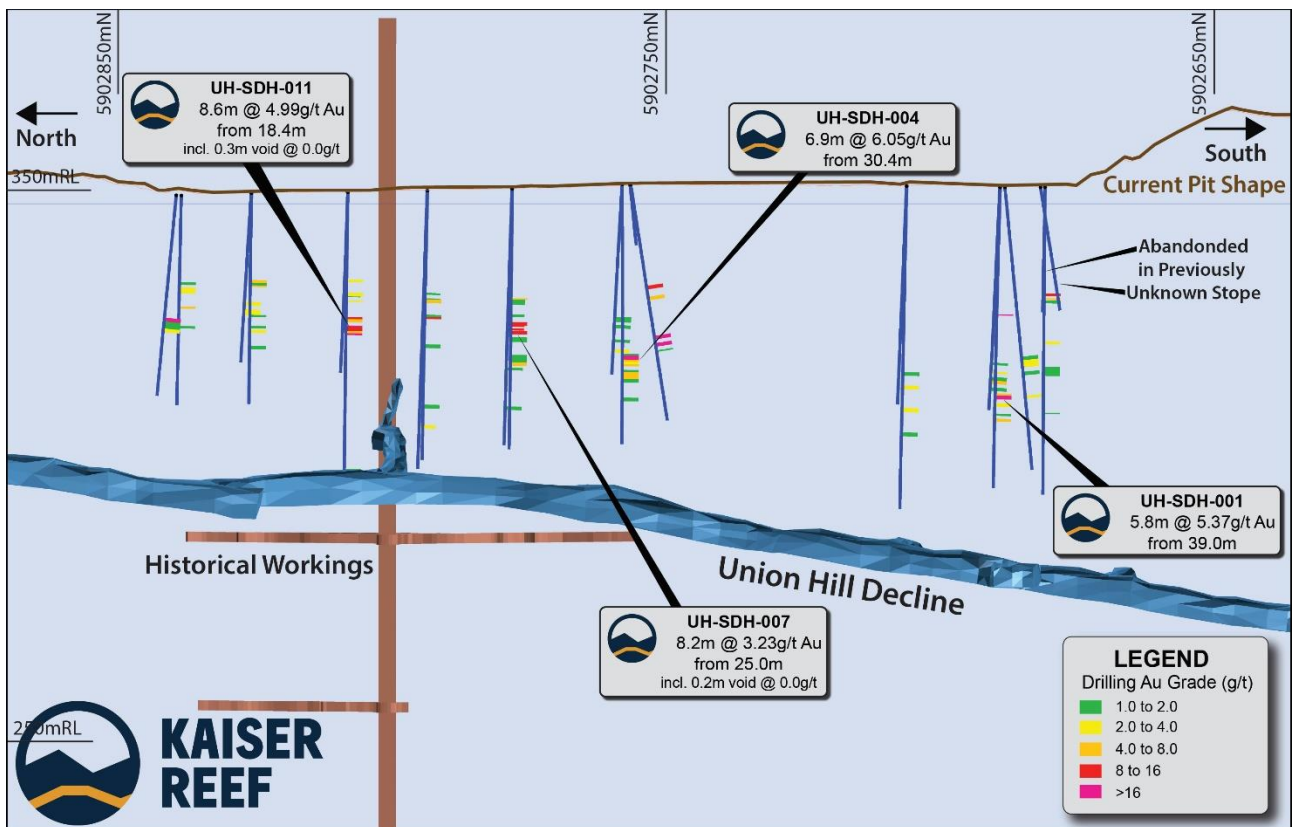 5902850mN
5902750mN
5902650mN
North
South
350mRL
Current Pit Shape
UH-SDH-011
8.6m @ 4.99g/t Au
from 18.4m
incl. 0.3m void @ 0.0g/t
UH-SDH-004
6.9m @ 6.05g/t Au
from 30.4m
Abandonded
in Previously
Unknown Stope
UH-SDH-001
5.8m @ 5.37g/t Au
from 39.0m
Historical Workings
Union Hill Decline
UH-SDH-007
8.2m @ 3.23g/t Au
from 25.0m
incl. 0.2m void @ 0.0g/t
250mRL
KAISER
REEF
LEGEND
Drilling Au Grade (g/t)
1.0 to 2.0
2.0 to 4.0
4.0 to 8.0
8 to 16
>16